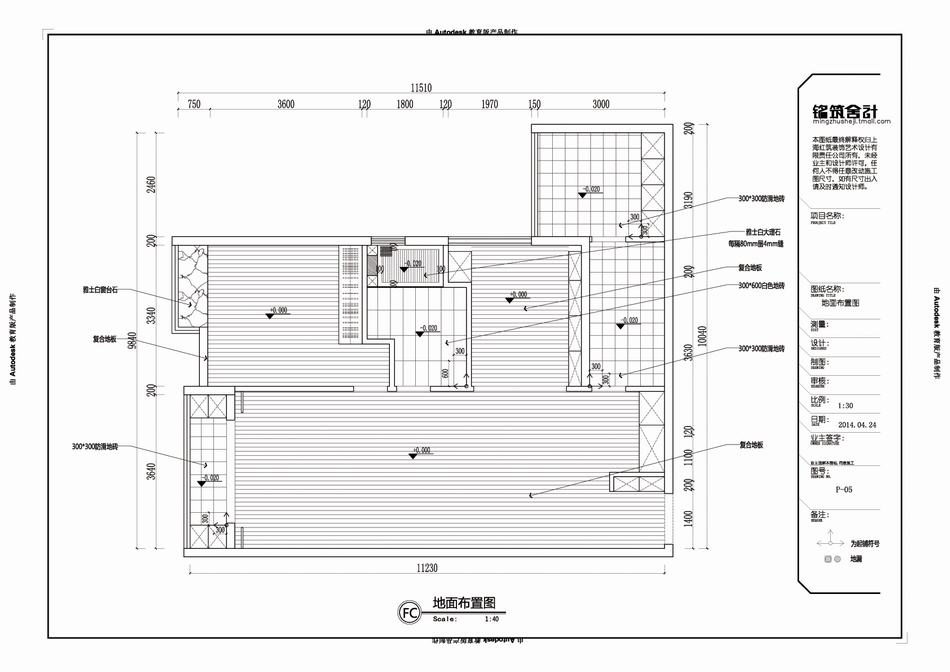 由 Autodesk 教育版产品制作
11510
750 3600 120 1800 120 1970 150 3000
铭筑舍计
mingzhusheji.tmall.com
本图纸最终解释权归上
海红筑装饰艺术设计有
限责任公司所有，未经
业主和设计师许可，任
何人不得任意改动施工
图尺寸，如有尺寸出入
请及时通知设计师。
项目名称：
PROJECT TITLE
图纸名称：
DRAWING TITLE
地面布置图
测量：
设计：
DESIGNED
制图：
DRAWING
审核：
比例：
SCALE
1:30
日期：
DATE
2014.04.24
业主签字：
图号：
DRAWING NO.
P-05
备注：
REMARK
为起铺符号
地漏
200
2460
3190
200
200
3340
9840
10040
3630
200
120
1100
200
3640
1400
11230
300*300防滑地砖
雅士白大理石
每隔80mm留4mm缝
复合地板
300*600白色地砖
300*300防滑地砖
复合地板
雅士白窗台石
复合地板
300*300防滑地砖
-0.020
300
300
±0.000
-0.020
±0.000
-0.020
-0.020
300
600
300
300
±0.000
-0.020
300
300
FC
地面布置图
Scale: 1:40
由 Autodesk 教育版产品制作
由 Autodesk 教育版产品制作
由 Autodesk 教育版产品制作